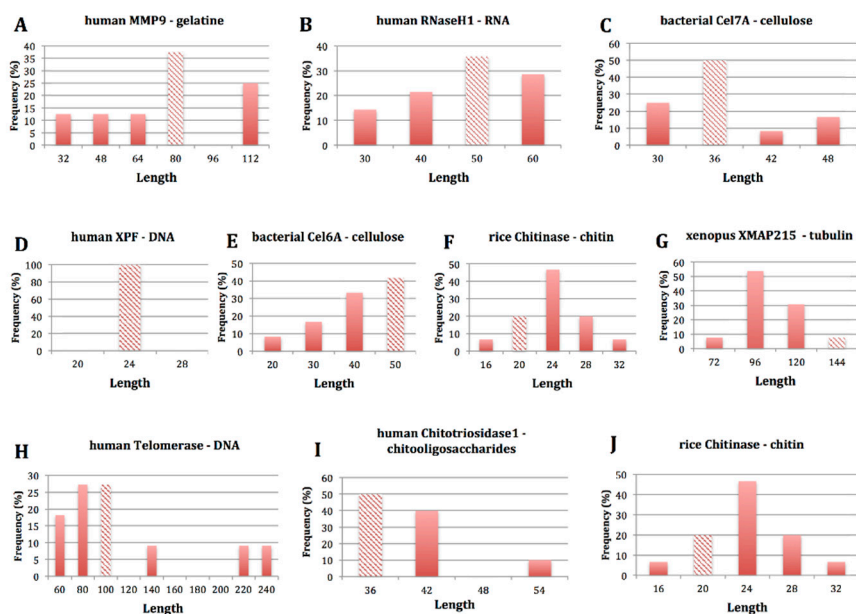 A
human MMP9 - gelatine
Frequency (%)
40
35
30
25
20
15
10
5
0
32 48 64 80 96 112
Length
B
human RNaseH1 - RNA
Frequency (%)
40
30
20
10
0
30 40 50 60
Length
C
bacterial Cel7A - cellulose
Frequency (%)
60
50
40
30
20
10
0
30 36 42 48
Length
D
human XPF - DNA
Frequency (%)
100
80
60
40
20
0
20 24 28
Length
E
bacterial Cel6A - cellulose
Frequency (%)
50
40
30
20
10
0
20 30 40 50
Length
F
rice Chitinase - chitin
Frequency (%)
50
40
30
20
10
0
16 20 24 28 32
Length
G
xenopus XMAP215 - tubulin
Frequency (%)
60
50
40
30
20
10
0
72 96 120 144
Length
H
human Telomerase - DNA
Frequency (%)
30
25
20
15
10
5
0
60 80 100 120 140 160 180 200 220 240
Length
I
human Chitotriosidase1 -
chitooligosaccharides
Frequency (%)
60
50
40
30
20
10
0
36 42 48 54
Length
J
rice Chitinase - chitin
Frequency (%)
50
40
30
20
10
0
16 20 24 28 32
Length